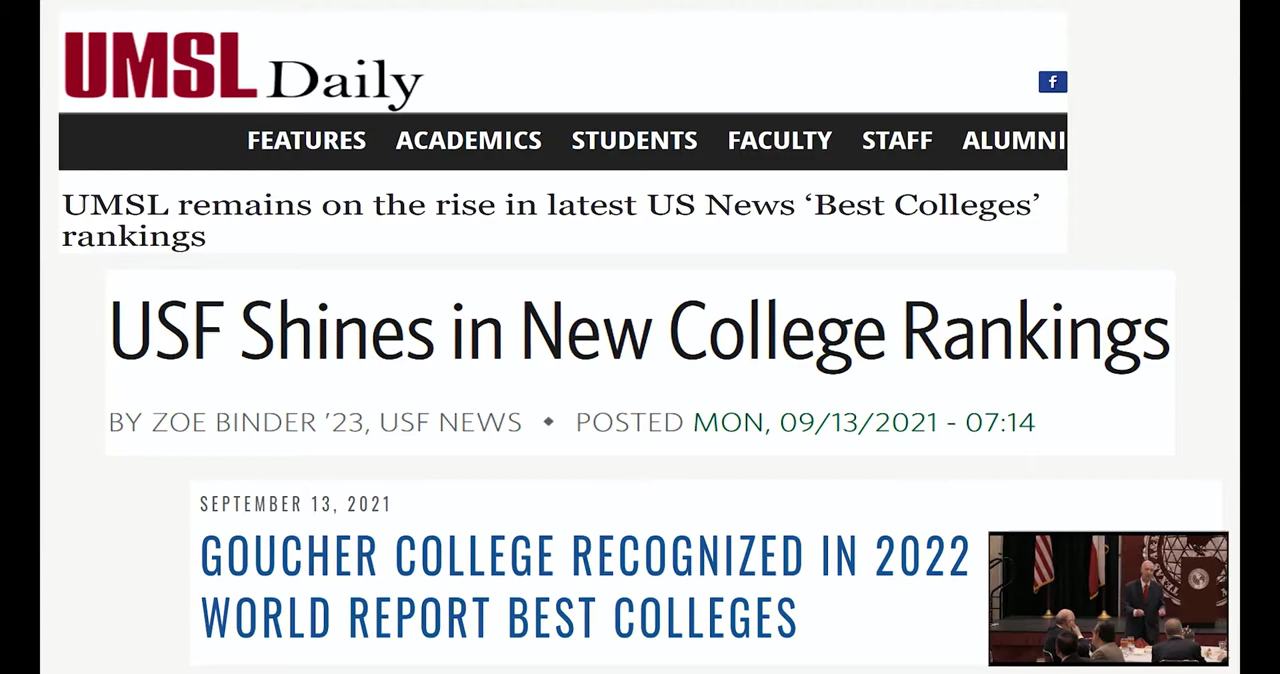 UMSL Daily
f
FEATURES ACADEMICS STUDENTS FACULTY STAFF ALUMNI
UMSL remains on the rise in latest US News ‘Best Colleges’
rankings
USF Shines in New College Rankings
BY ZOE BINDER ’23, USF NEWS ◆ POSTED MON, 09/13/2021 - 07:14
SEPTEMBER 13, 2021
GOUCHER COLLEGE RECOGNIZED IN 2022
WORLD REPORT BEST COLLEGES